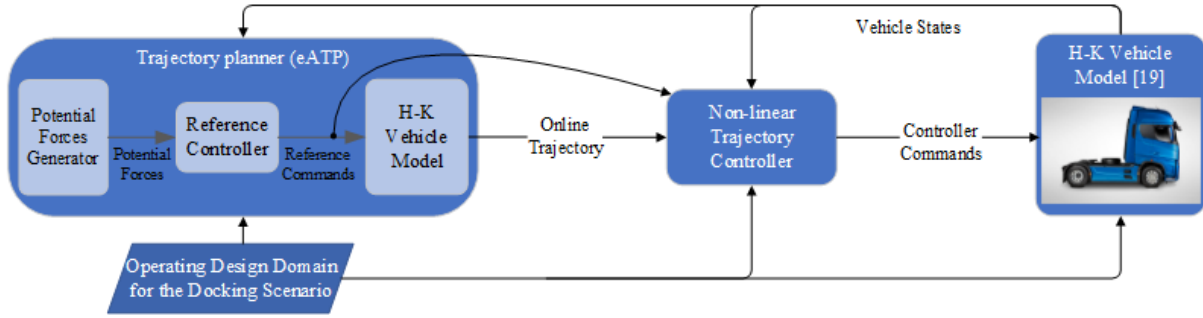 Vehicle States
Trajectory planner (eATP)
Potential
Forces
Generator
Potential
Forces
Reference
Controller
Reference
Commands
H-K
Vehicle
Model
Online
Trajectory
Non-linear
Trajectory
Controller
Controller
Commands
H-K Vehicle
Model [19]
Operating Design Domain
for the Docking Scenario